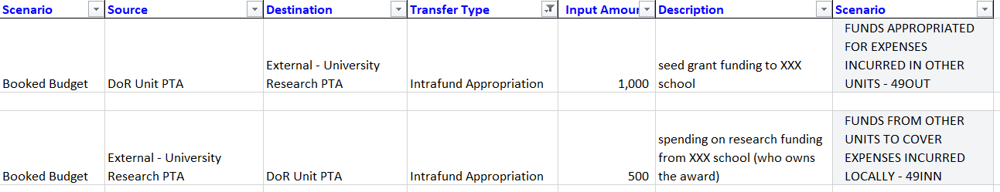 Scenario Source Destination Transfer Type Input Amour Description Scenario
FUNDS APPROPRIATED
FOR EXPENSES
External - University seed grant funding to XXX INCURRED IN OTHER
Booked Budget DoR Unit PTA Research PTA Intrafund Appropriation 1,000 school UNITS - 49OUT
FUNDS FROM OTHER
UNITS TO COVER
External - University spending on research funding EXPENSES INCURRED
from XXX school (who owns
Booked Budget Research PTA DoR Unit PTA Intrafund Appropriation 500 the award) LOCALLY - 49INN